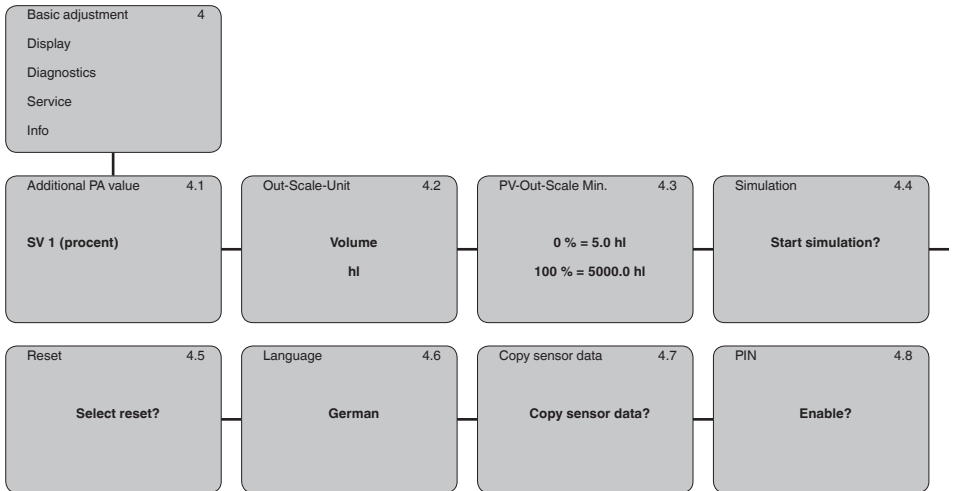 Basic adjustment 4
Display
Diagnostics
Service
Info
Additional PA value 4.1
SV 1 (procent)
Out-Scale-Unit 4.2
Volume
hl
PV-Out-Scale Min. 4.3
0 % = 5.0 hl
100 % = 5000.0 hl
Simulation 4.4
Start simulation?
Reset 4.5
Select reset?
Language 4.6
German
Copy sensor data 4.7
Copy sensor data?
PIN 4.8
Enable?